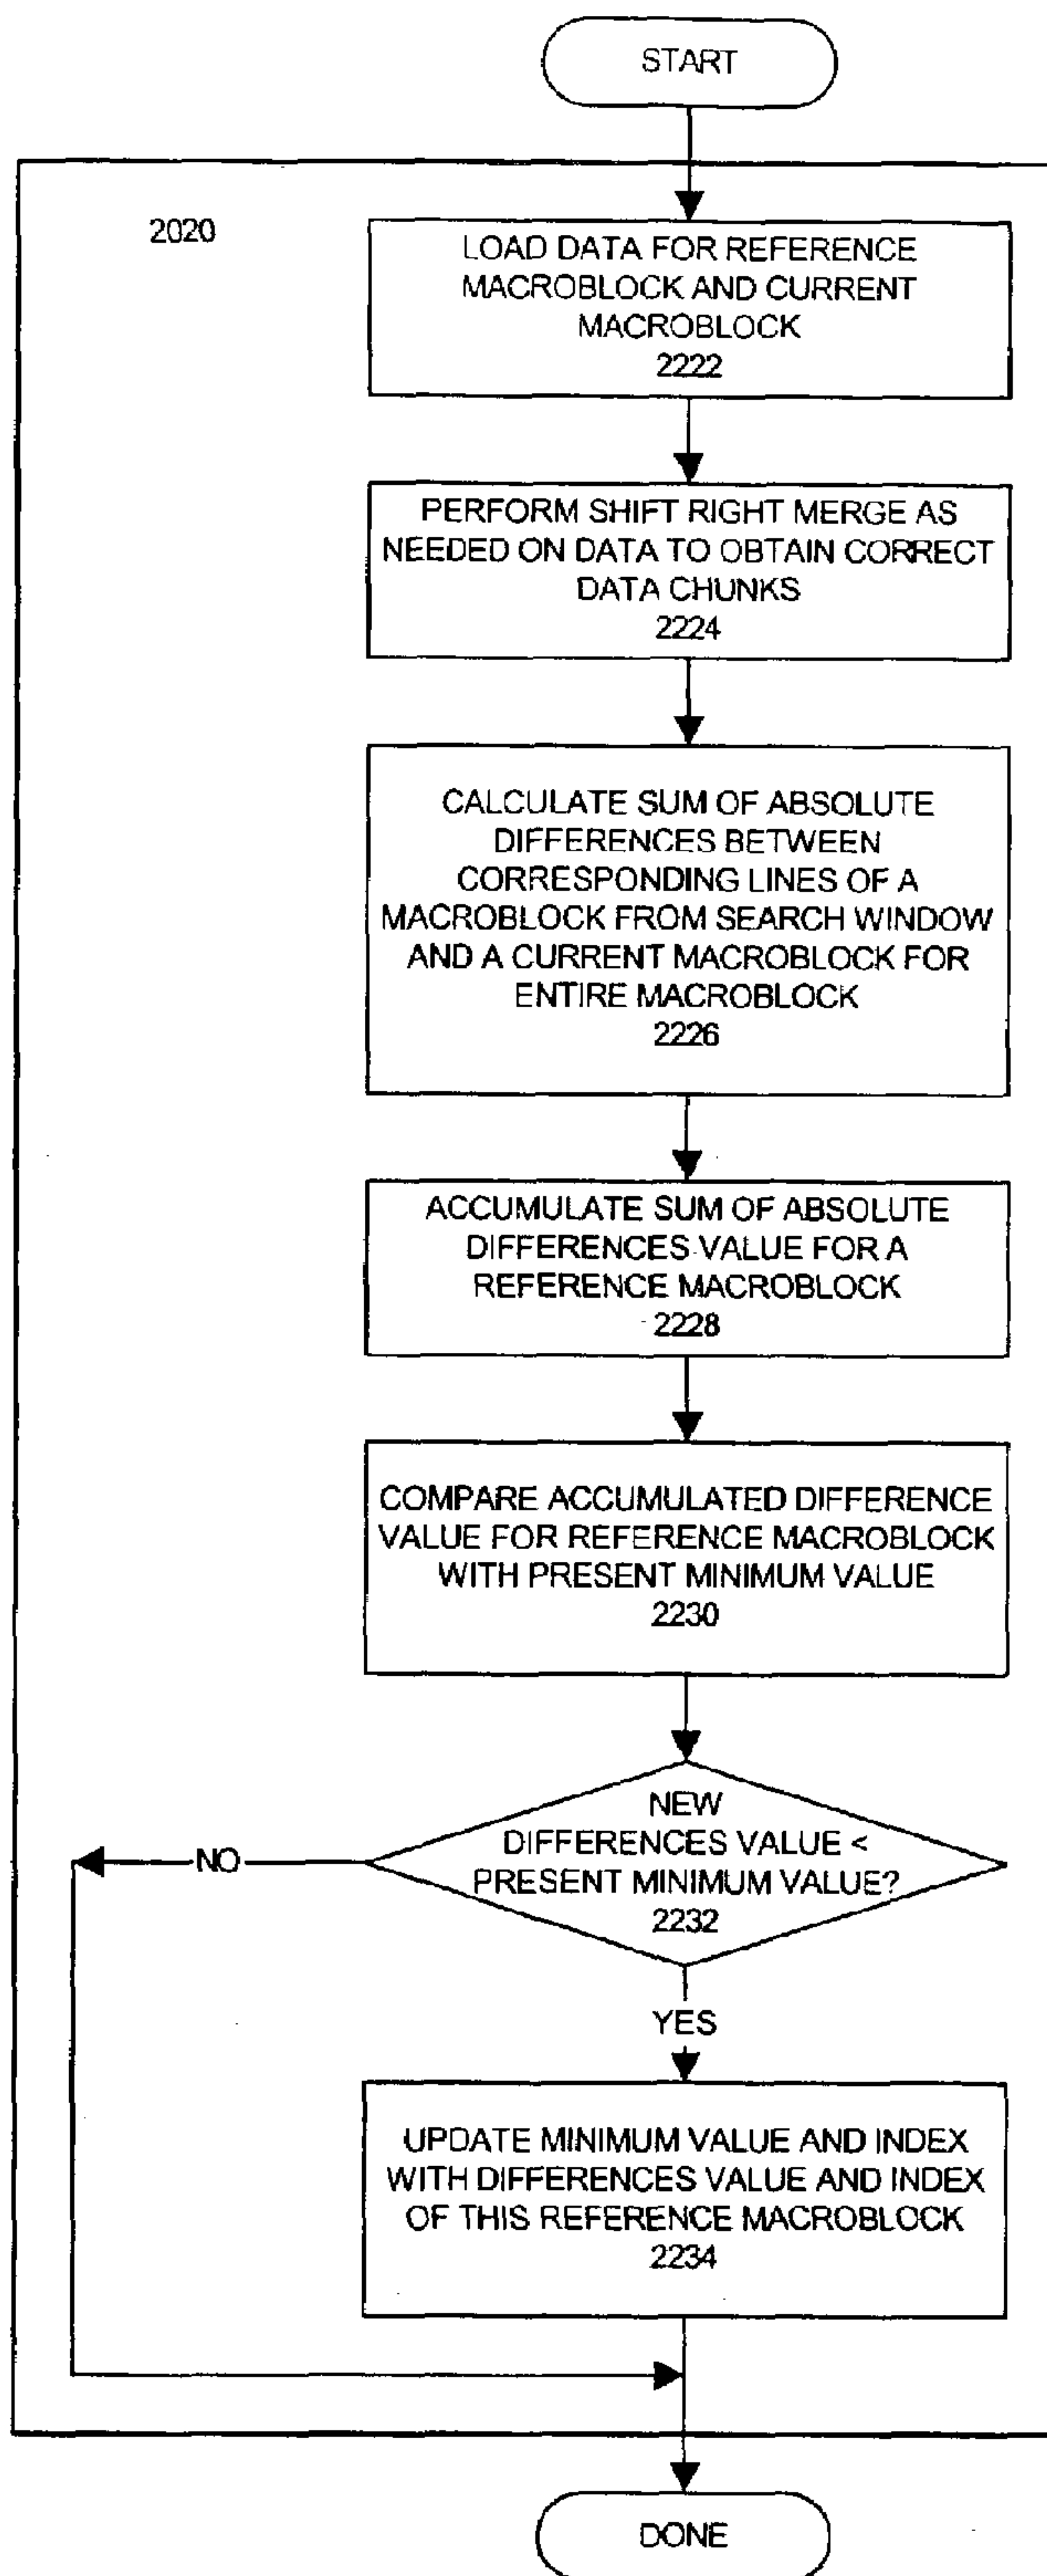 START
2020
LOAD DATA FOR REFERENCE
MACROBLOCK AND CURRENT
MACROBLOCK
2222
PERFORM SHIFT RIGHT MERGE AS
NEEDED ON DATA TO OBTAIN CORRECT
DATA CHUNKS
2224
CALCULATE SUM OF ABSOLUTE
DIFFERENCES BETWEEN
CORRESPONDING LINES OF A
MACROBLOCK FROM SEARCH WINDOW
AND A CURRENT MACROBLOCK FOR
ENTIRE MACROBLOCK
2226
ACCUMULATE SUM OF ABSOLUTE
DIFFERENCES VALUE FOR A
REFERENCE MACROBLOCK
2228
COMPARE ACCUMULATED DIFFERENCE
VALUE FOR REFERENCE MACROBLOCK
WITH PRESENT MINIMUM VALUE
2230
NEW
DIFFERENCES VALUE <
PRESENT MINIMUM VALUE?
2232
NO
YES
UPDATE MINIMUM VALUE AND INDEX
WITH DIFFERENCES VALUE AND INDEX
OF THIS REFERENCE MACROBLOCK
2234
DONE